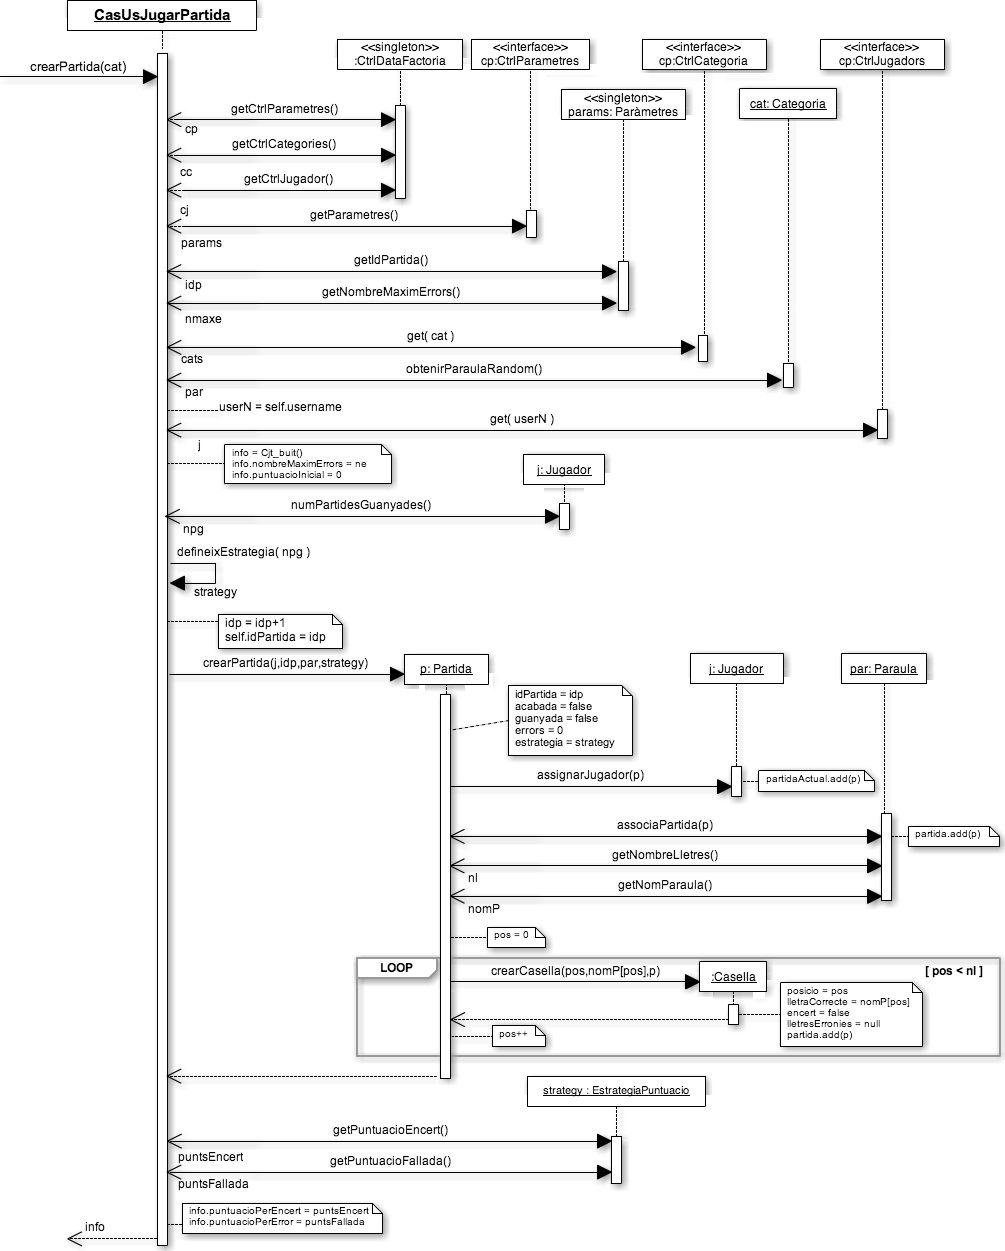 CasUsJugarPartida
<<singleton>>
:CtrlDataFactoria
<<interface>>
cp:CtrlParametres
<<interface>>
cp:CtrlCategoria
<<interface>>
cp:CtrlJugadors
crearPartida(cat)
<<singleton>>
params: Paràmetres
cat: Categoria
getCtrlParametres()
cp
getCtrlCategories()
cc
getCtrlJugador()
cj
getParametres()
params
getIdPartida()
idp
getNombreMaximErrors()
nmaxe
get( cat )
cats
obtenirParaulaRandom()
par
userN = self.username
get( userN )
j
info = Cjt_buit()
info.nombreMaximErrors = ne
info.puntuacioInicial = 0
j: Jugador
numPartidesGuanyades()
npg
defineixEstrategia( npg )
strategy
idp = idp+1
self.idPartida = idp
crearPartida(j,idp,par,strategy)
p: Partida
j: Jugador
par: Paraula
idPartida = idp
acabada = false
guanyada = false
errors = 0
estrategia = strategy
assignarJugador(p)
partidaActual.add(p)
associaPartida(p)
partida.add(p)
getNombreLletres()
nl
getNomParaula()
nomP
pos = 0
LOOP
[ pos < nl ]
crearCasella(pos,nomP[pos],p)
:Casella
posicio = pos
lletraCorrecte = nomP[pos]
encert = false
lletresErronies = null
partida.add(p)
pos++
strategy : EstrategiaPuntuacio
getPuntuacioEncert()
puntsEncert
getPuntuacioFallada()
puntsFallada
info.puntuacioPerEncert = puntsEncert
info.puntuacioPerError = puntsFallada
info